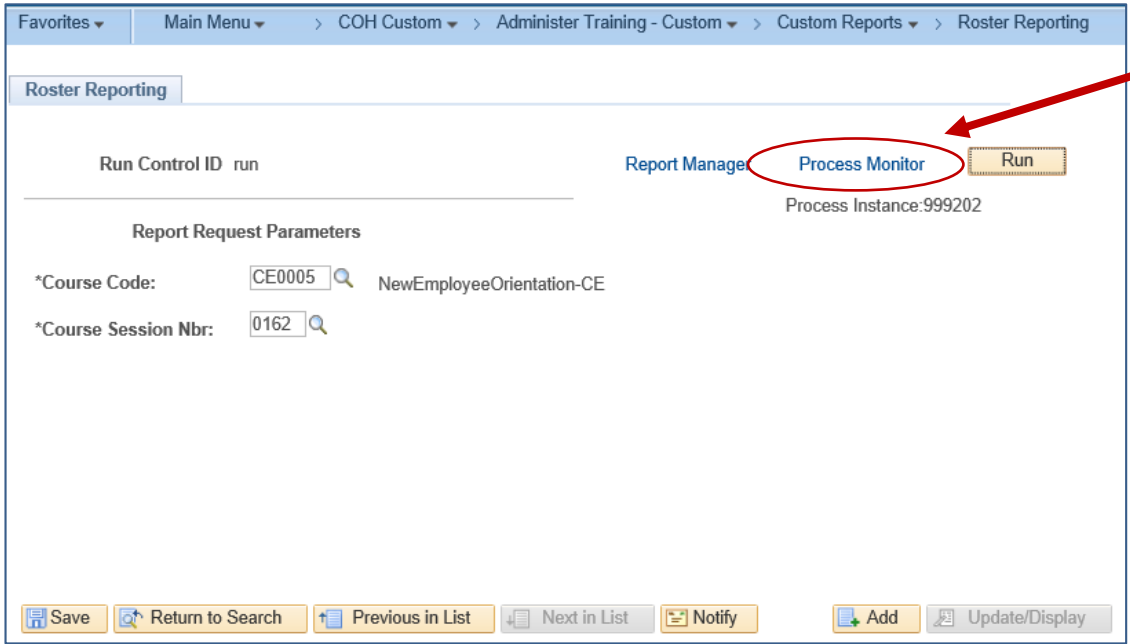 Favorites Main Menu > COH Custom > Administer Training - Custom > Custom Reports > Roster Reporting
Roster Reporting
Run Control ID run Report Manager Process Monitor Run
Process Instance:999202
Report Request Parameters
*Course Code: CE0005 NewEmployeeOrientation-CE
*Course Session Nbr: 0162
Save Return to Search Previous in List Next in List Notify Add Update/Display